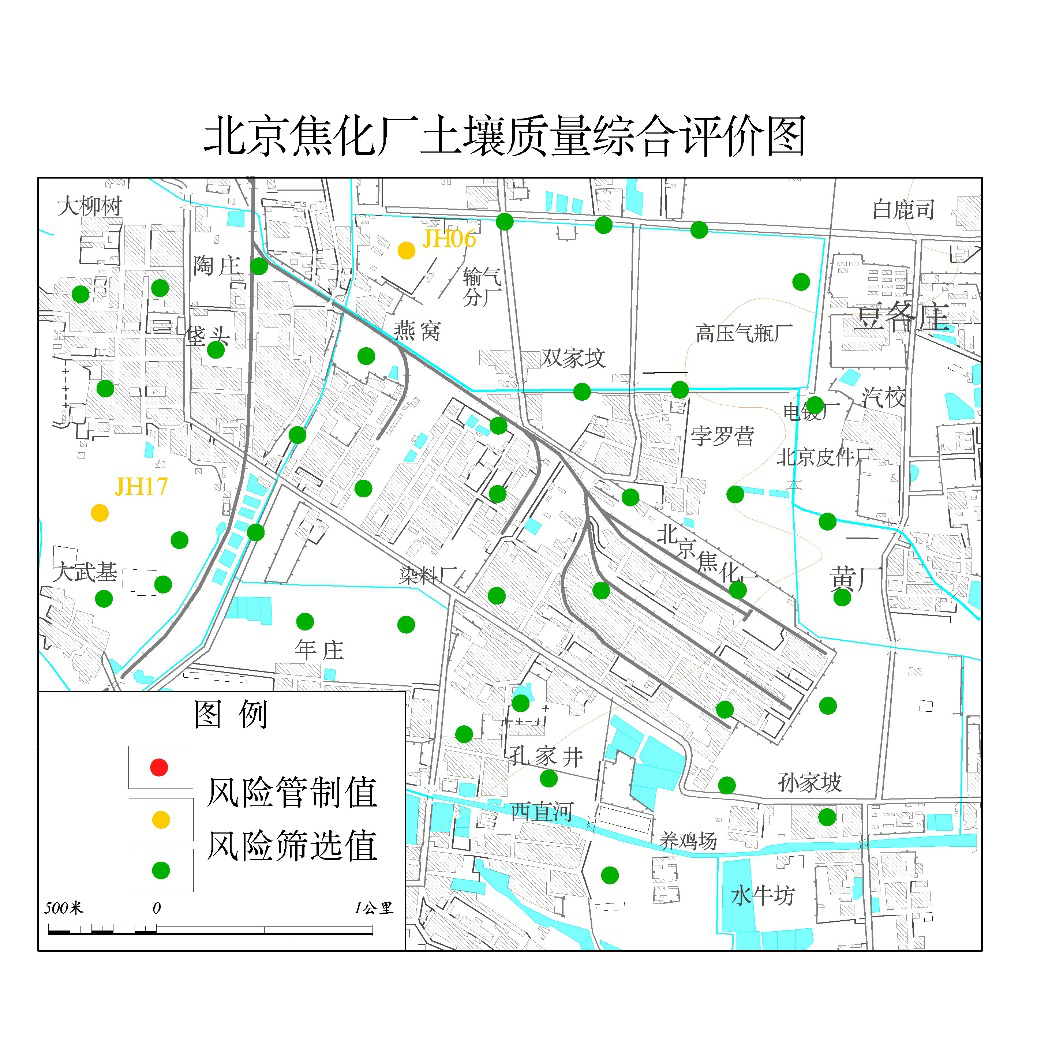 北京焦化厂土壤质量综合评价图
大柳树
白鹿司
JH06
陶庄
输气
分厂
垡头
燕窝
高压气瓶厂
豆各庄
双家坟
汽校
电镀厂
孛罗营
北京皮件厂
JH17
北京焦化
大武基
染料厂
黄厂
年庄
图 例
孔家井
孙家坡
风险管制值
西直河
风险筛选值
养鸡场
水牛坊
500米 0 1公里